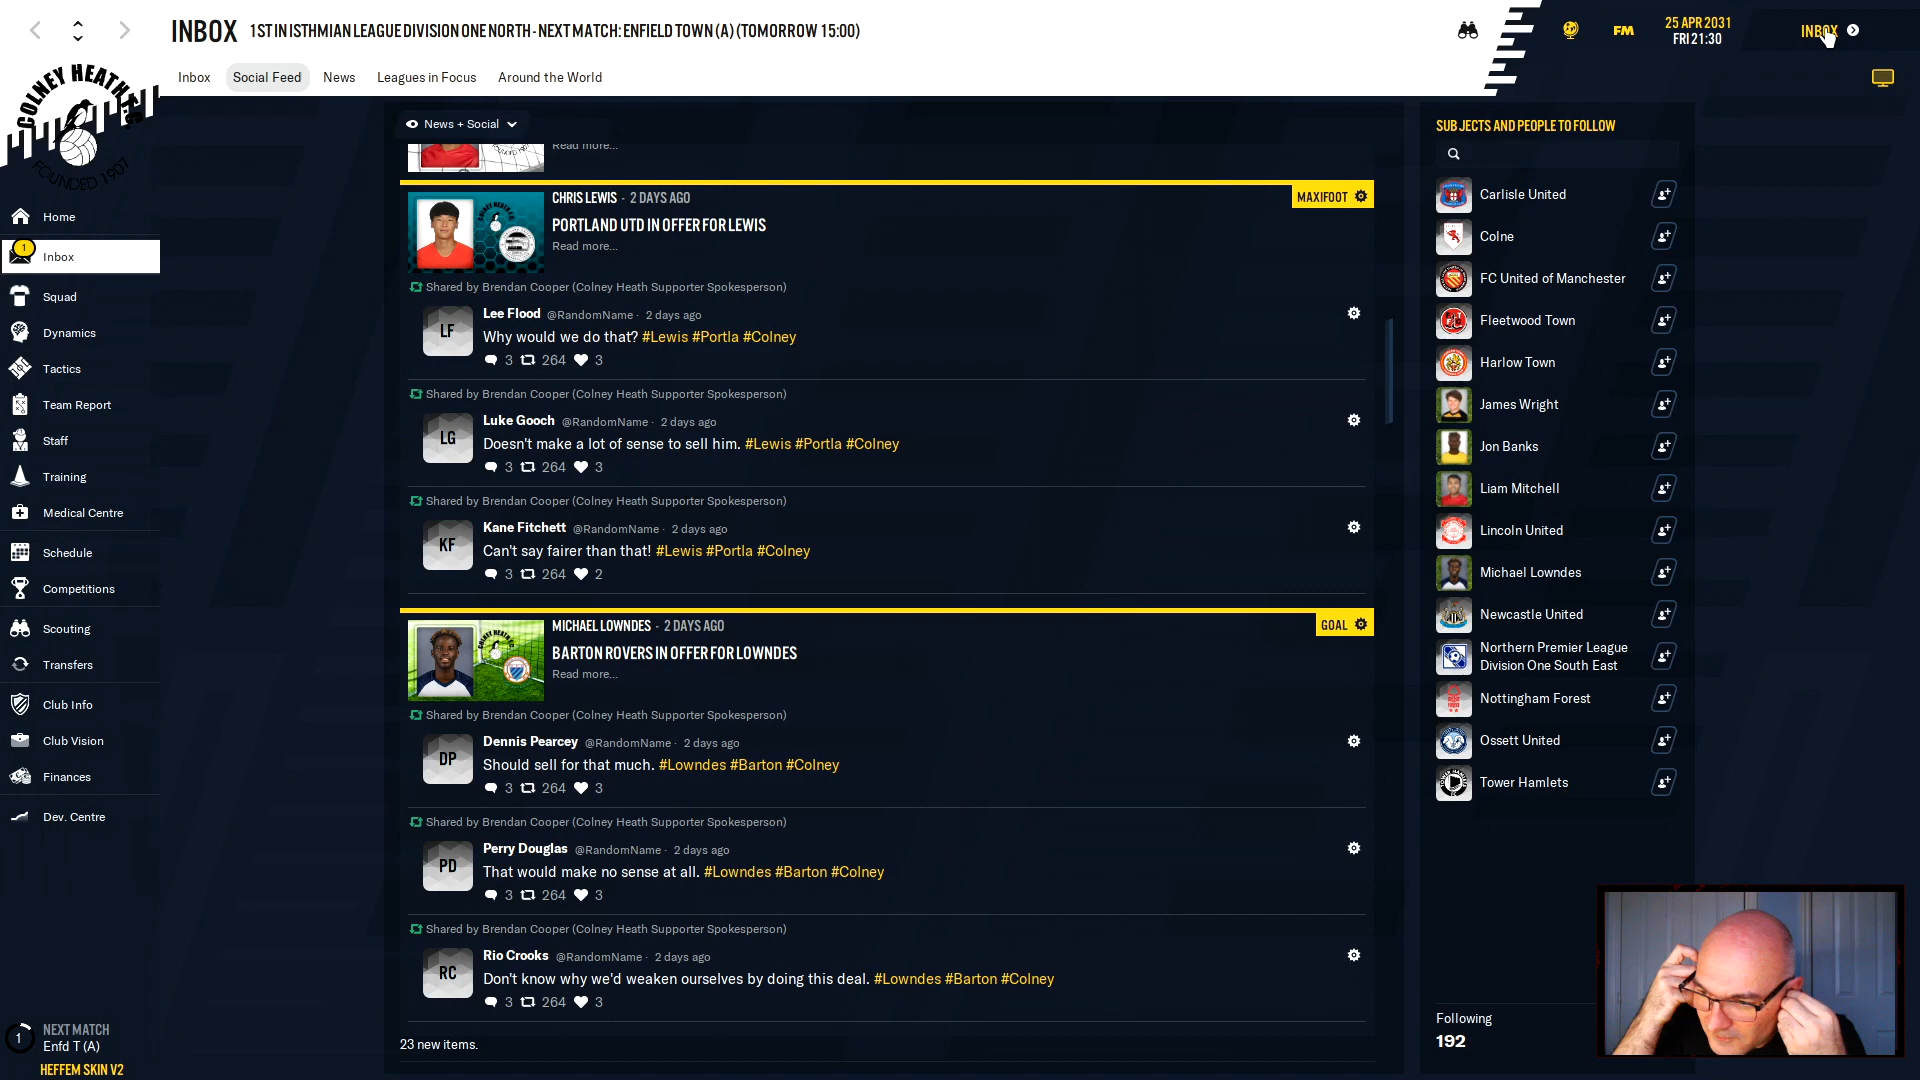 INBOX
1ST IN ISTHMIAN LEAGUE DIVISION ONE NORTH - NEXT MATCH: ENFIELD TOWN (A) (TOMORROW 15:00)
FM
25 APR 2031
FRI 21:30
INBOX
Inbox
Social Feed
News
Leagues in Focus
Around the World
COLNEY HEATH F.C.
FOUNDED 1907
Home
1
Inbox
Squad
Dynamics
Tactics
Team Report
Staff
Training
Medical Centre
Schedule
Competitions
Scouting
Transfers
Club Info
Club Vision
Finances
Dev. Centre
1
NEXT MATCH
Enfd T (A)
HEFFEM SKIN V2
News + Social
Read more...
CHRIS LEWIS - 2 DAYS AGO
MAXIFOOT
PORTLAND UTD IN OFFER FOR LEWIS
Read more...
Shared by Brendan Cooper (Colney Heath Supporter Spokesperson)
LF
Lee Flood @RandomName · 2 days ago
Why would we do that? #Lewis #Portla #Colney
3 264 3
Shared by Brendan Cooper (Colney Heath Supporter Spokesperson)
LG
Luke Gooch @RandomName · 2 days ago
Doesn't make a lot of sense to sell him. #Lewis #Portla #Colney
3 264 3
Shared by Brendan Cooper (Colney Heath Supporter Spokesperson)
KF
Kane Fitchett @RandomName · 2 days ago
Can't say fairer than that! #Lewis #Portla #Colney
3 264 2
MICHAEL LOWNDES - 2 DAYS AGO
GOAL
BARTON ROVERS IN OFFER FOR LOWNDES
Read more...
Shared by Brendan Cooper (Colney Heath Supporter Spokesperson)
DP
Dennis Pearcey @RandomName · 2 days ago
Should sell for that much. #Lowndes #Barton #Colney
3 264 3
Shared by Brendan Cooper (Colney Heath Supporter Spokesperson)
PD
Perry Douglas @RandomName · 2 days ago
That would make no sense at all. #Lowndes #Barton #Colney
3 264 3
Shared by Brendan Cooper (Colney Heath Supporter Spokesperson)
RC
Rio Crooks @RandomName · 2 days ago
Don't know why we'd weaken ourselves by doing this deal. #Lowndes #Barton #Colney
3 264 3
23 new items.
SUBJECTS AND PEOPLE TO FOLLOW
Carlisle United
Colne
FC United of Manchester
Fleetwood Town
Harlow Town
James Wright
Jon Banks
Liam Mitchell
Lincoln United
Michael Lowndes
Newcastle United
Northern Premier League
Division One South East
Nottingham Forest
Ossett United
Tower Hamlets
Following
192